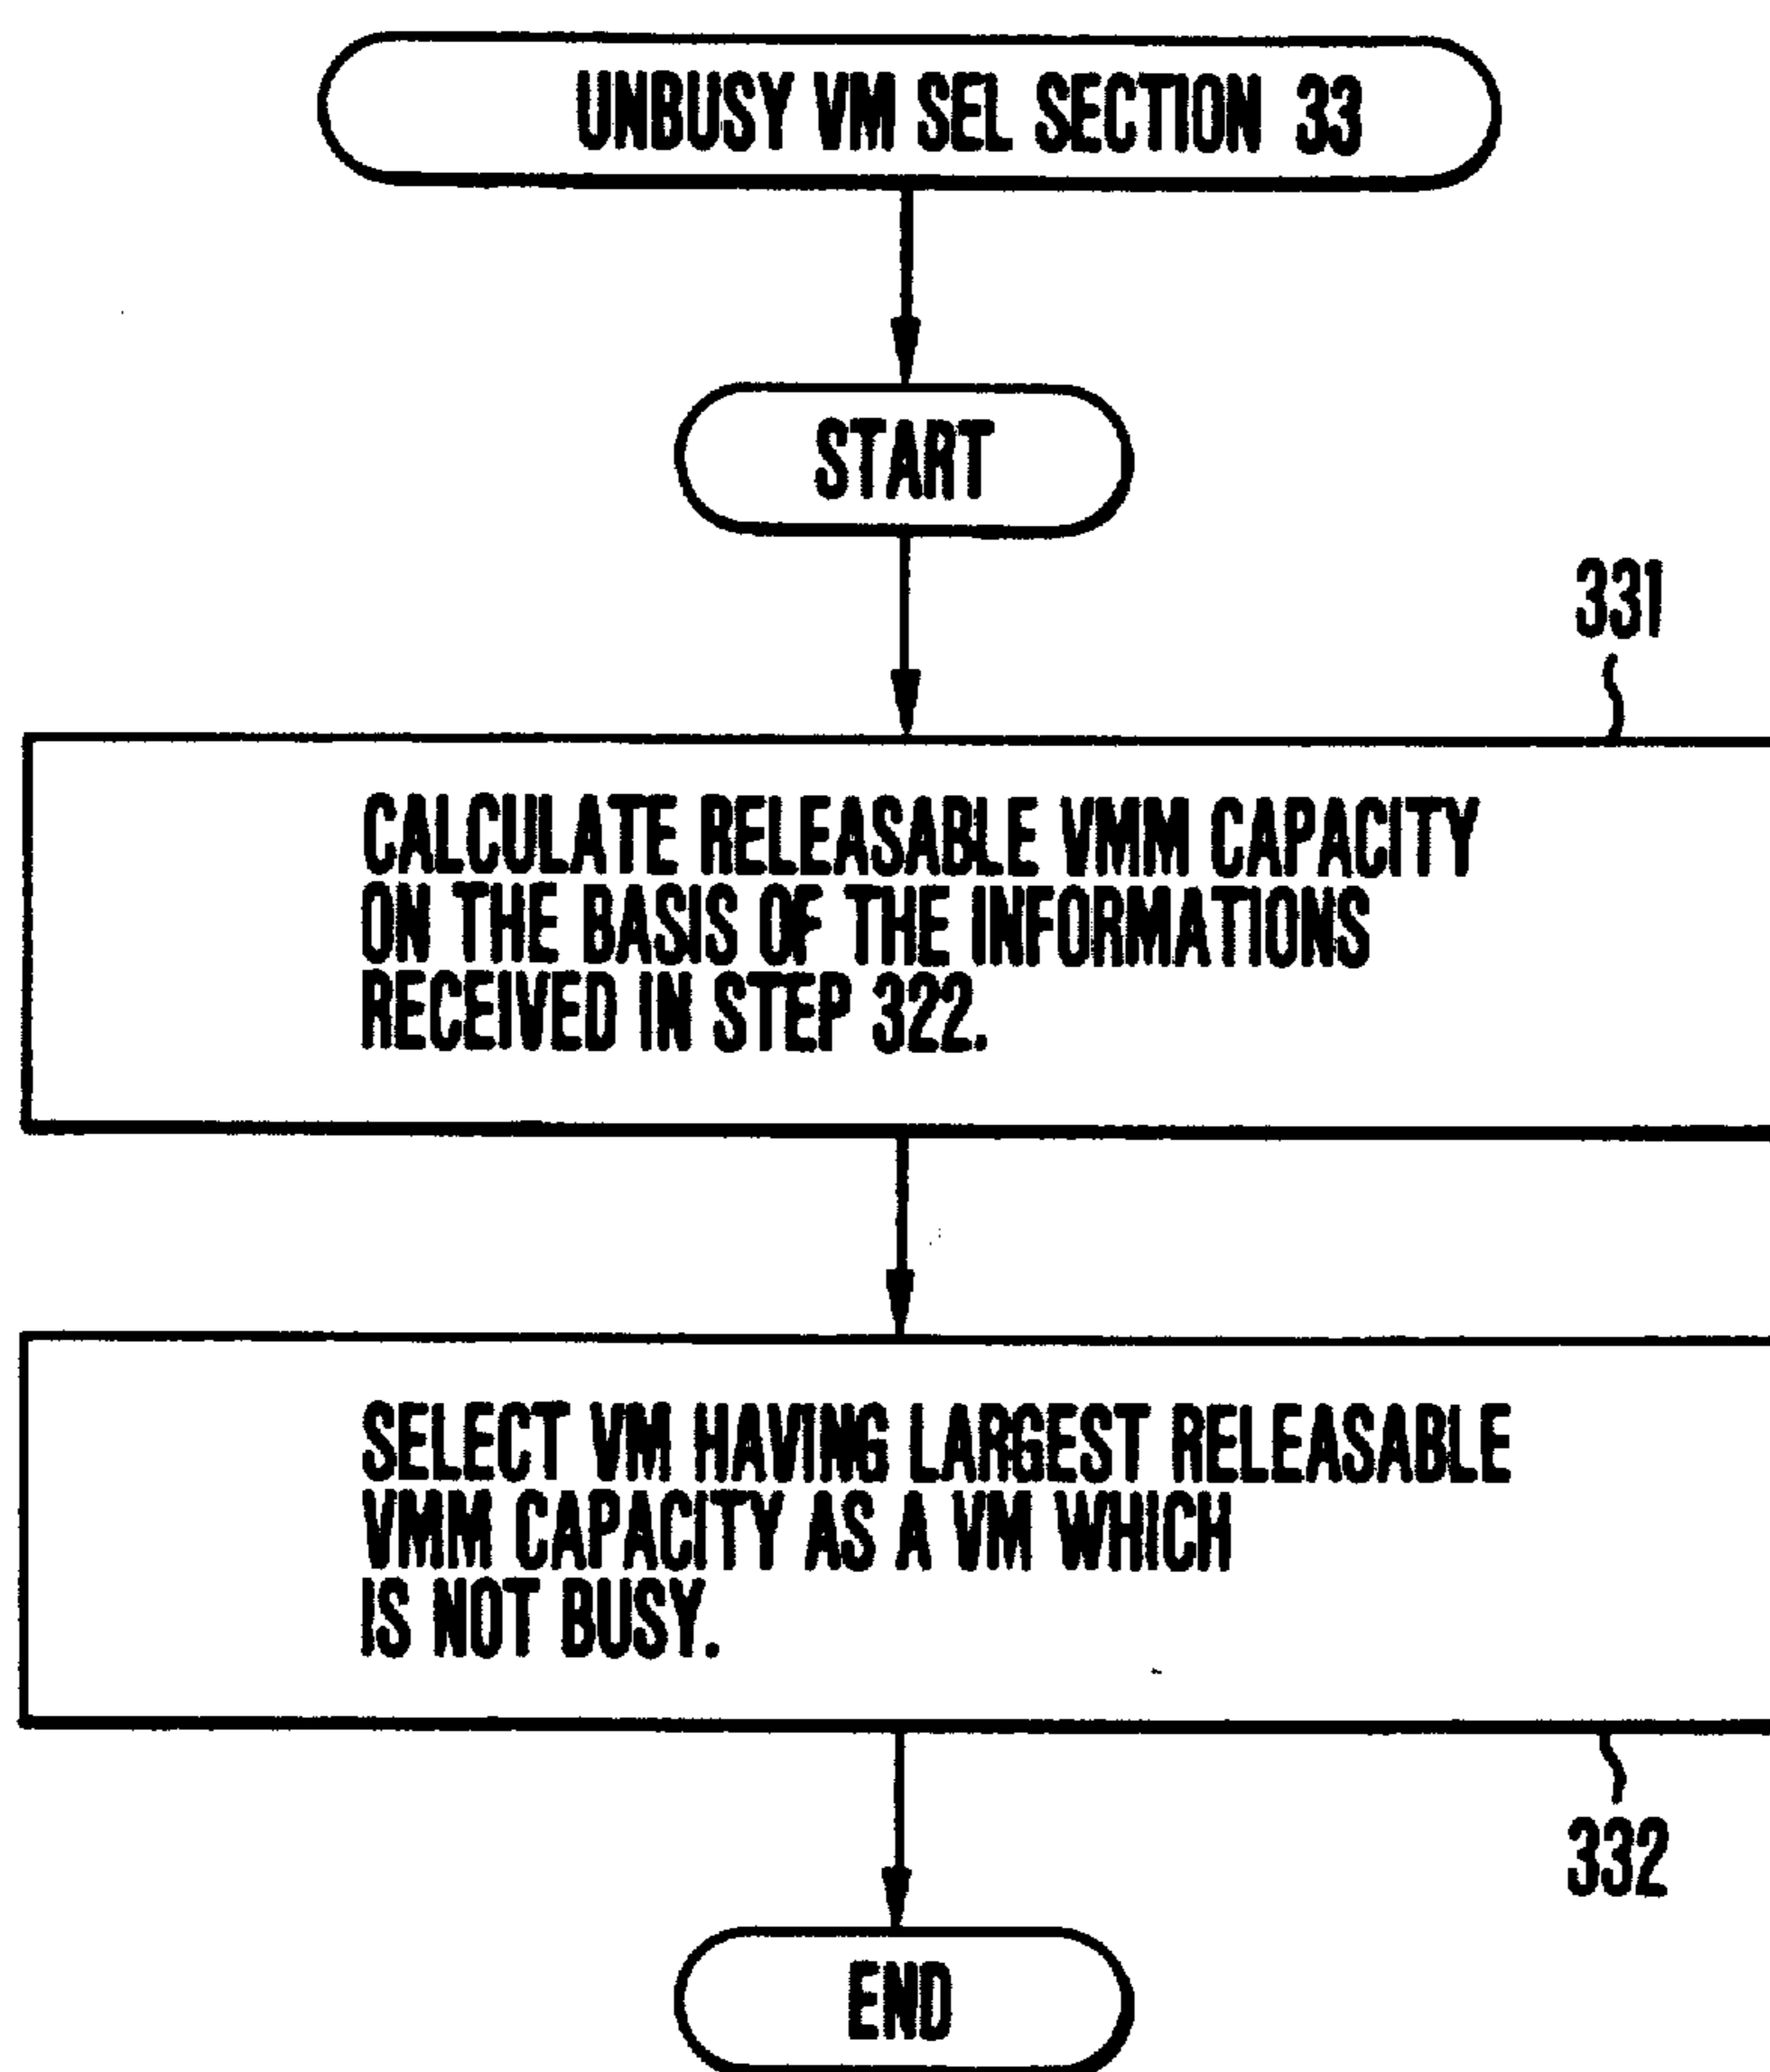 UNBUSY VM SEL SECTION 33
START
331
CALCULATE RELEASABLE VMM CAPACITY
ON THE BASIS OF THE INFORMATIONS
RECEIVED IN STEP 322.
SELECT VM HAVING LARGEST RELEASABLE
VMM CAPACITY AS A VM WHICH
IS NOT BUSY.
332
END